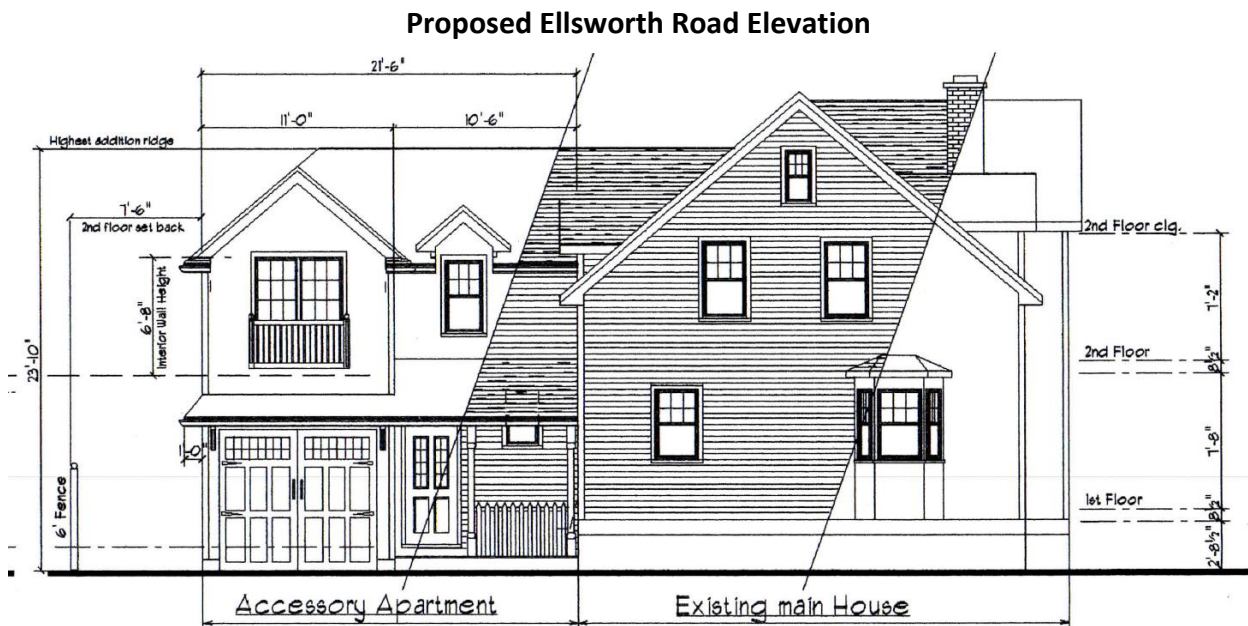 Proposed Ellsworth Road Elevation
21'-6"
11'-0"
10'-6"
Highest addition ridge
7'-6"
2nd floor set back
6'-8"
Interior Wall Height
23'-10"
1'-0"
6' Fence
2nd Floor clg.
7'-2"
2nd Floor
8½"
7'-8"
1st Floor
8½"
2'-8½"
Accessory Apartment
Existing main House